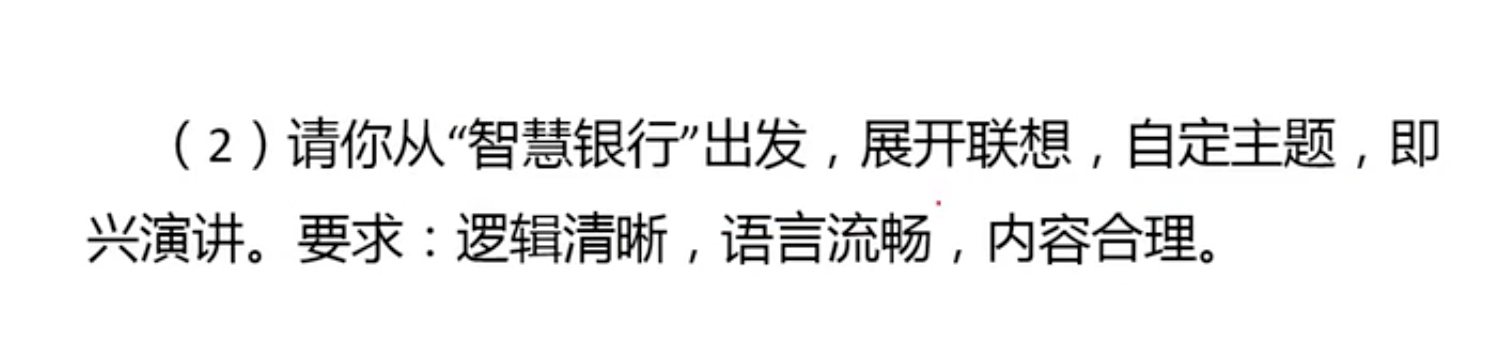 （2）请你从“智慧银行”出发，展开联想，自定主题，即
兴演讲。要求：逻辑清晰，语言流畅，内容合理。